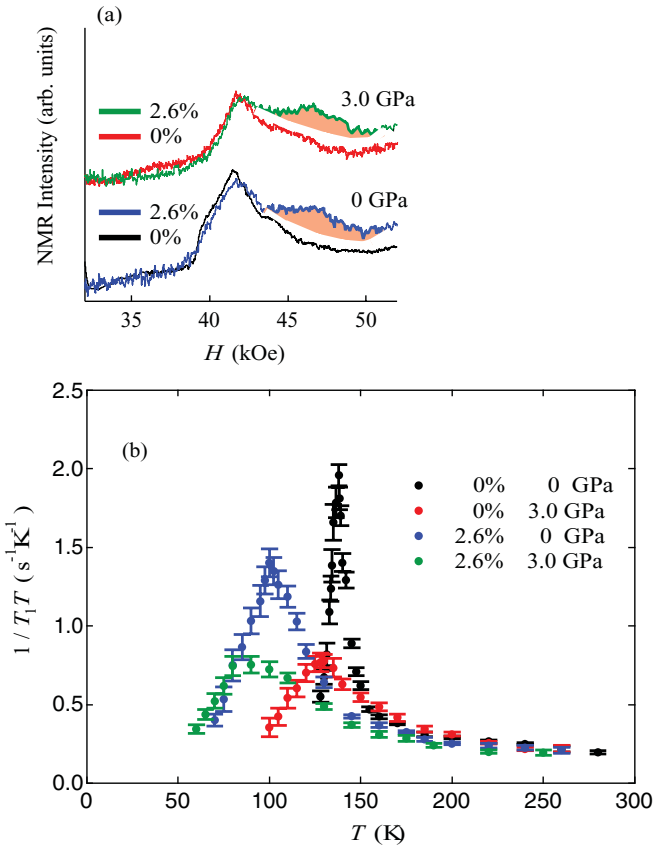 (a)
NMR Intensity (arb. units)
2.6%
0%
3.0 GPa
2.6%
0%
0 GPa
35 40 45 50
H (kOe)
(b)
1 / T₁T ( s⁻¹K⁻¹)
2.5
2.0
1.5
1.0
0.5
0.0
0% 0 GPa
0% 3.0 GPa
2.6% 0 GPa
2.6% 3.0 GPa
0 50 100 150 200 250 300
T (K)